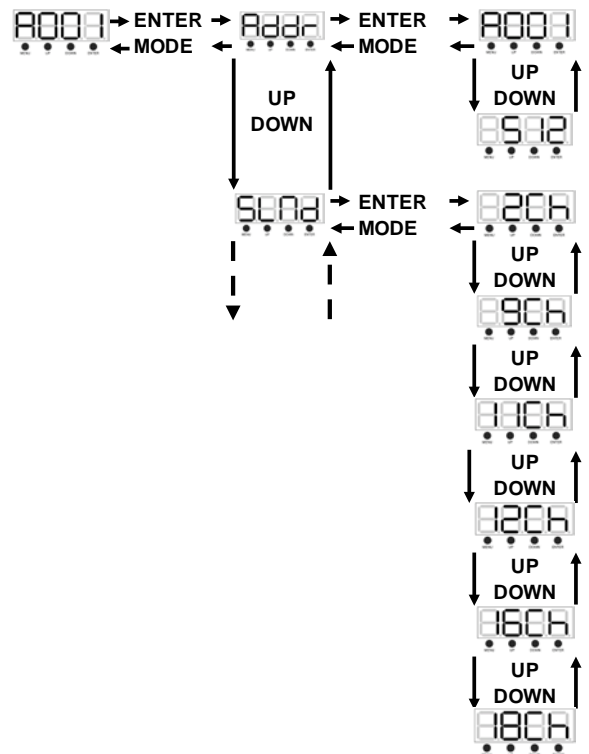 A001 ENTER Addr ENTER A001
MODE MODE
UP
DOWN
UP
DOWN
512
SLNd ENTER 2Ch
MODE
UP
DOWN
9Ch
UP
DOWN
11Ch
UP
DOWN
12Ch
UP
DOWN
16Ch
UP
DOWN
18Ch